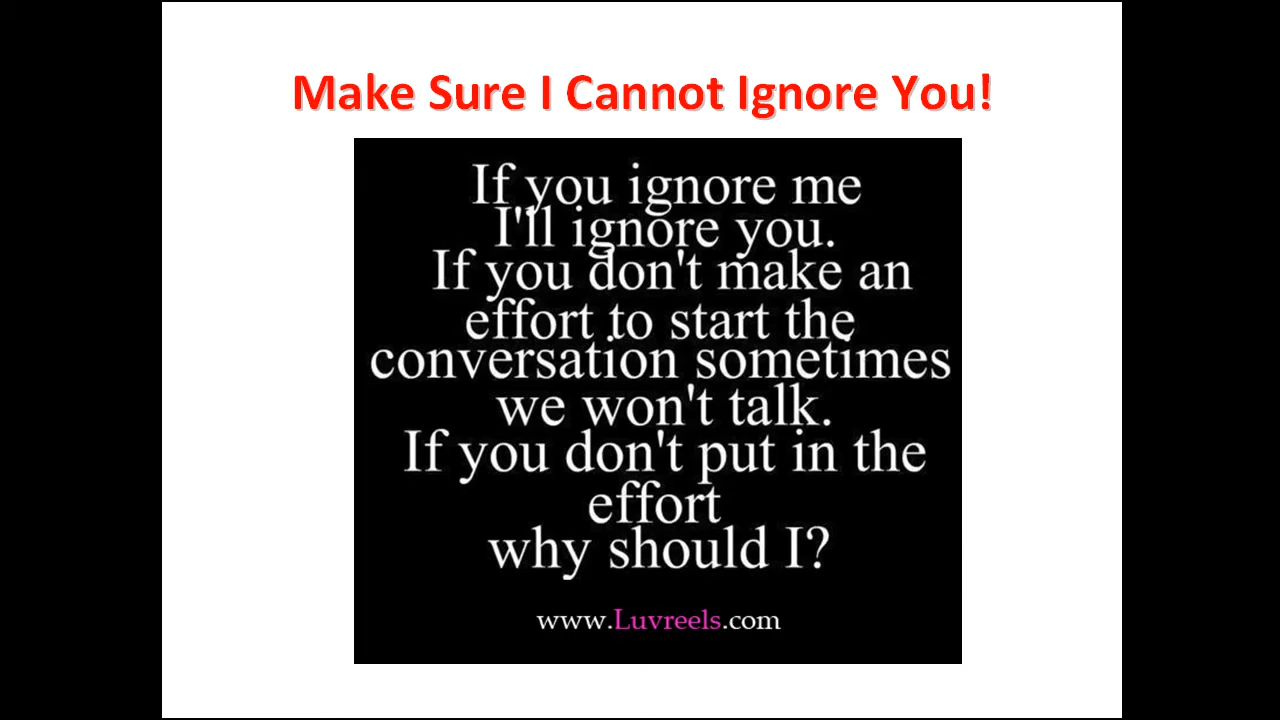 Make Sure I Cannot Ignore You!
If you ignore me
I'll ignore you.
If you don't make an
effort to start the
conversation sometimes
we won't talk.
If you don't put in the
effort
why should I?
www.Luvreels.com